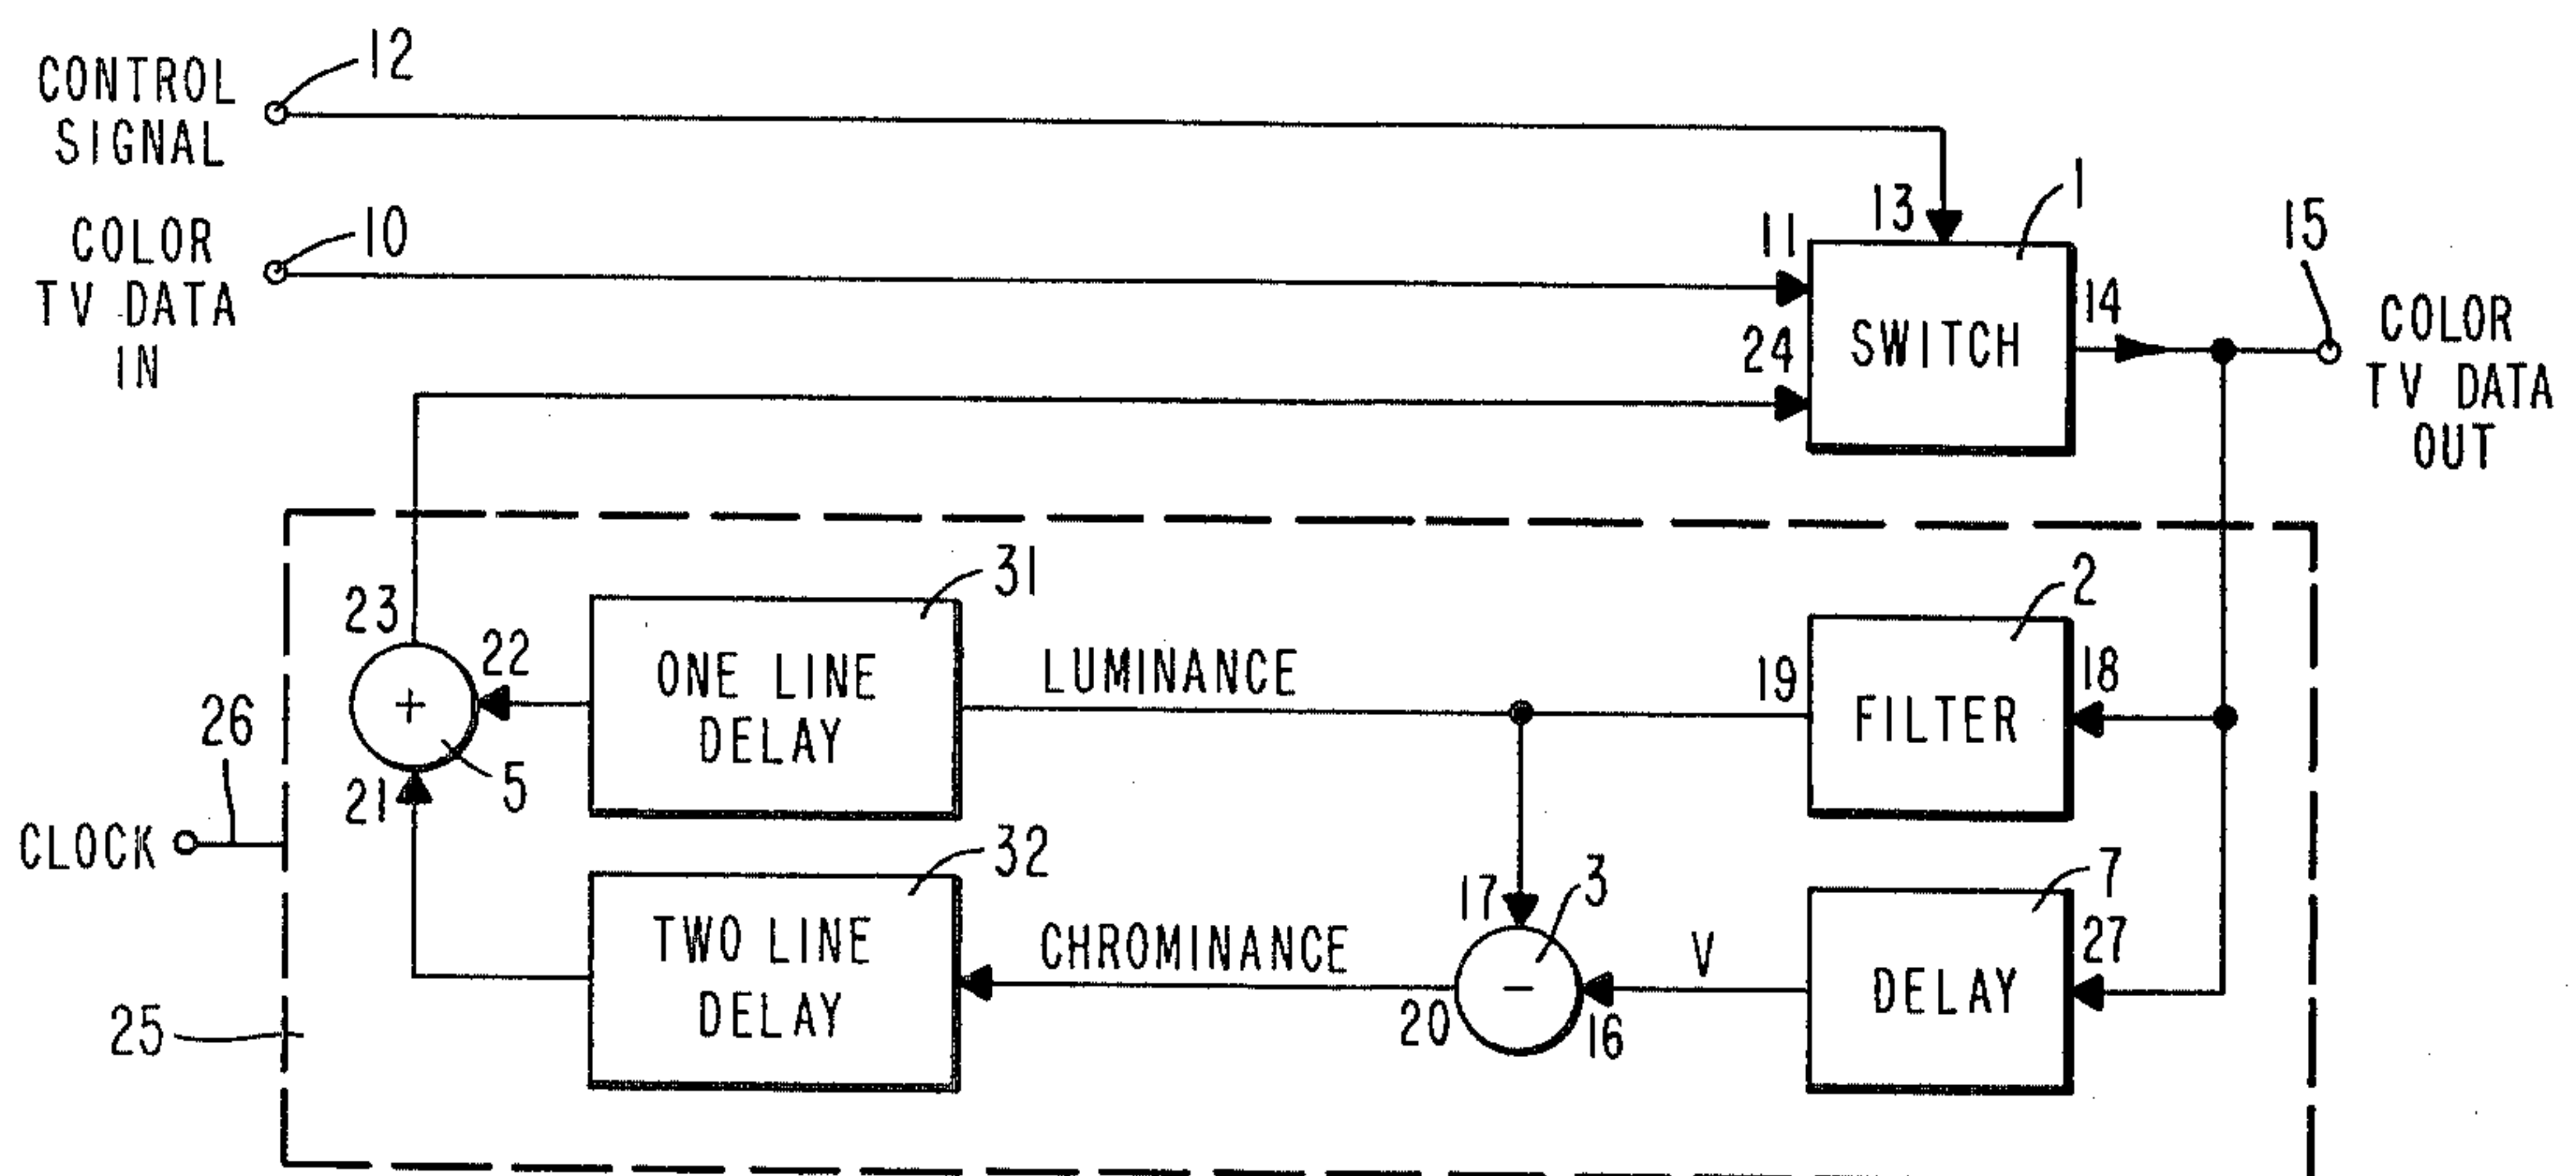 CONTROL
SIGNAL
12
COLOR
TV DATA
IN
10
13
1
11
24
SWITCH
14
15
COLOR
TV DATA
OUT
23
22
+
21
5
31
ONE LINE
DELAY
LUMINANCE
19
2
18
FILTER
26
CLOCK
25
32
TWO LINE
DELAY
CHROMINANCE
17
3
-
20
16
V
7
27
DELAY